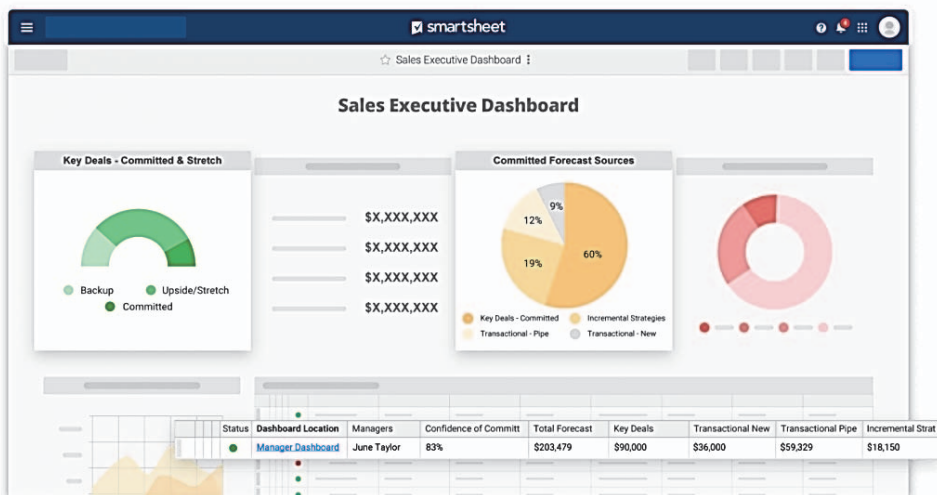 smartsheet
4
Sales Executive Dashboard
Sales Executive Dashboard
Key Deals - Committed & Stretch
Backup
Upside/Stretch
Committed
$X,XXX,XXX
$X,XXX,XXX
$X,XXX,XXX
$X,XXX,XXX
Committed Forecast Sources
9%
12%
60%
19%
Key Deals - Committed
Incremental Strategies
Transactional - Pipe
Transactional - New
Status Dashboard Location Managers Confidence of Committ Total Forecast Key Deals Transactional New Transactional Pipe Incremental Strat
Manager Dashboard June Taylor 83% $203,479 $90,000 $36,000 $59,329 $18,150